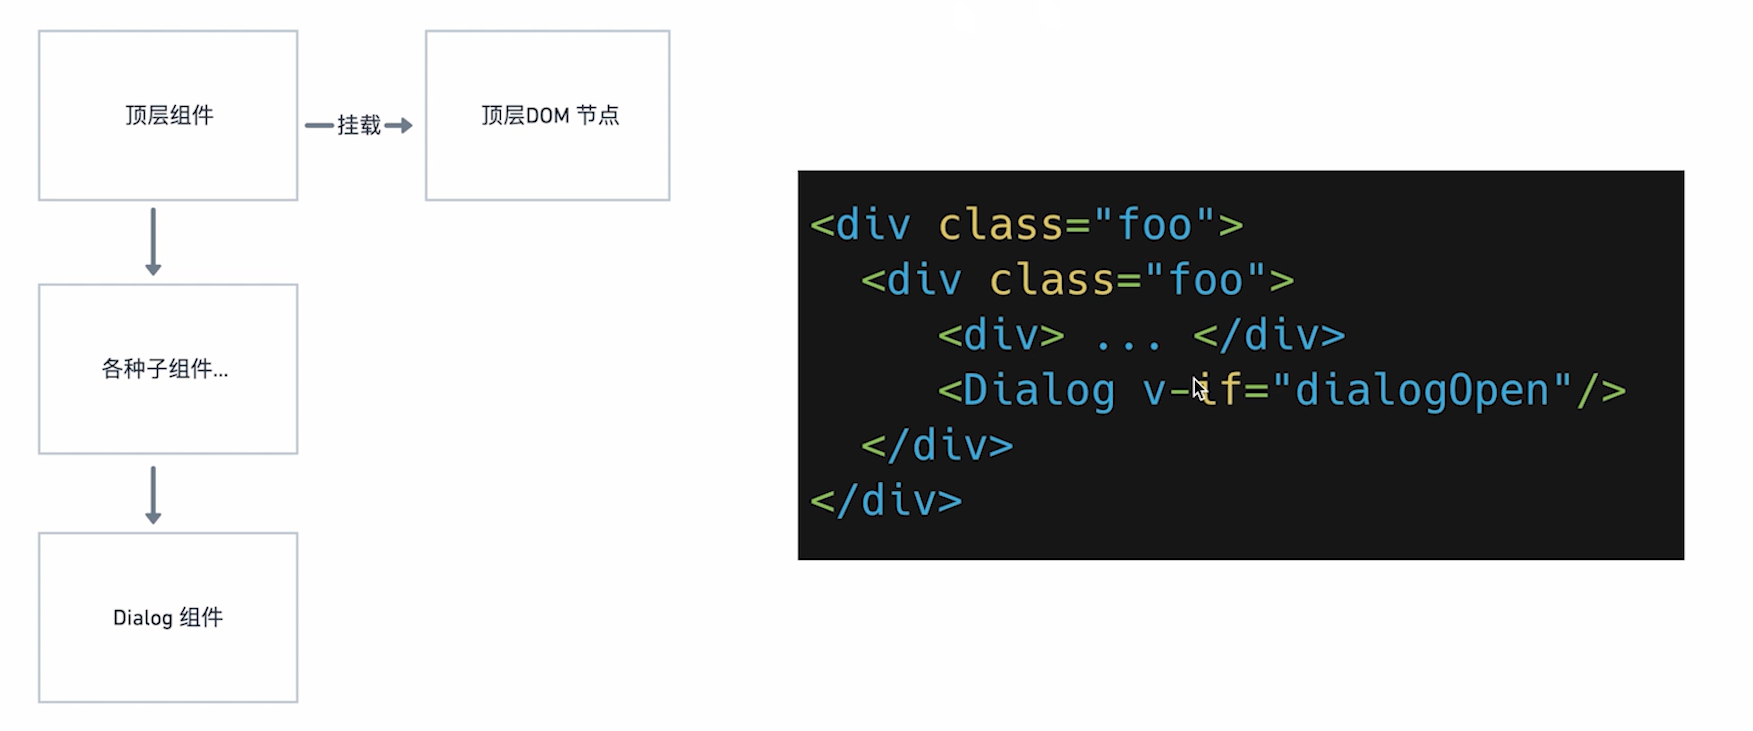 顶层组件
挂载
顶层DOM 节点
各种子组件...
Dialog 组件
<div class="foo">
<div class="foo">
<div> ... </div>
<Dialog v-if="dialogOpen"/>
</div>
</div>